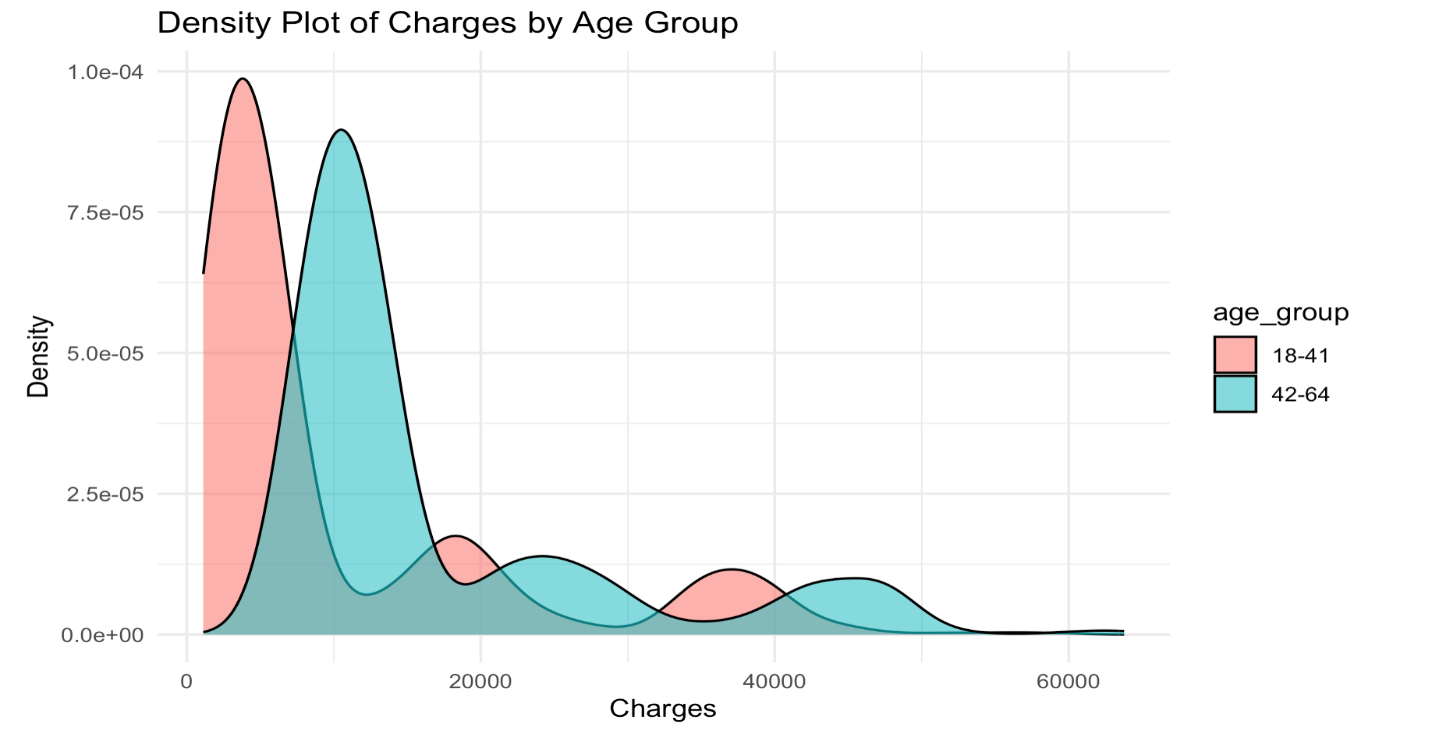 Density Plot of Charges by Age Group
1.0e-04
7.5e-05
5.0e-05
2.5e-05
0.0e+00
Density
0
20000
40000
60000
Charges
age_group
18-41
42-64